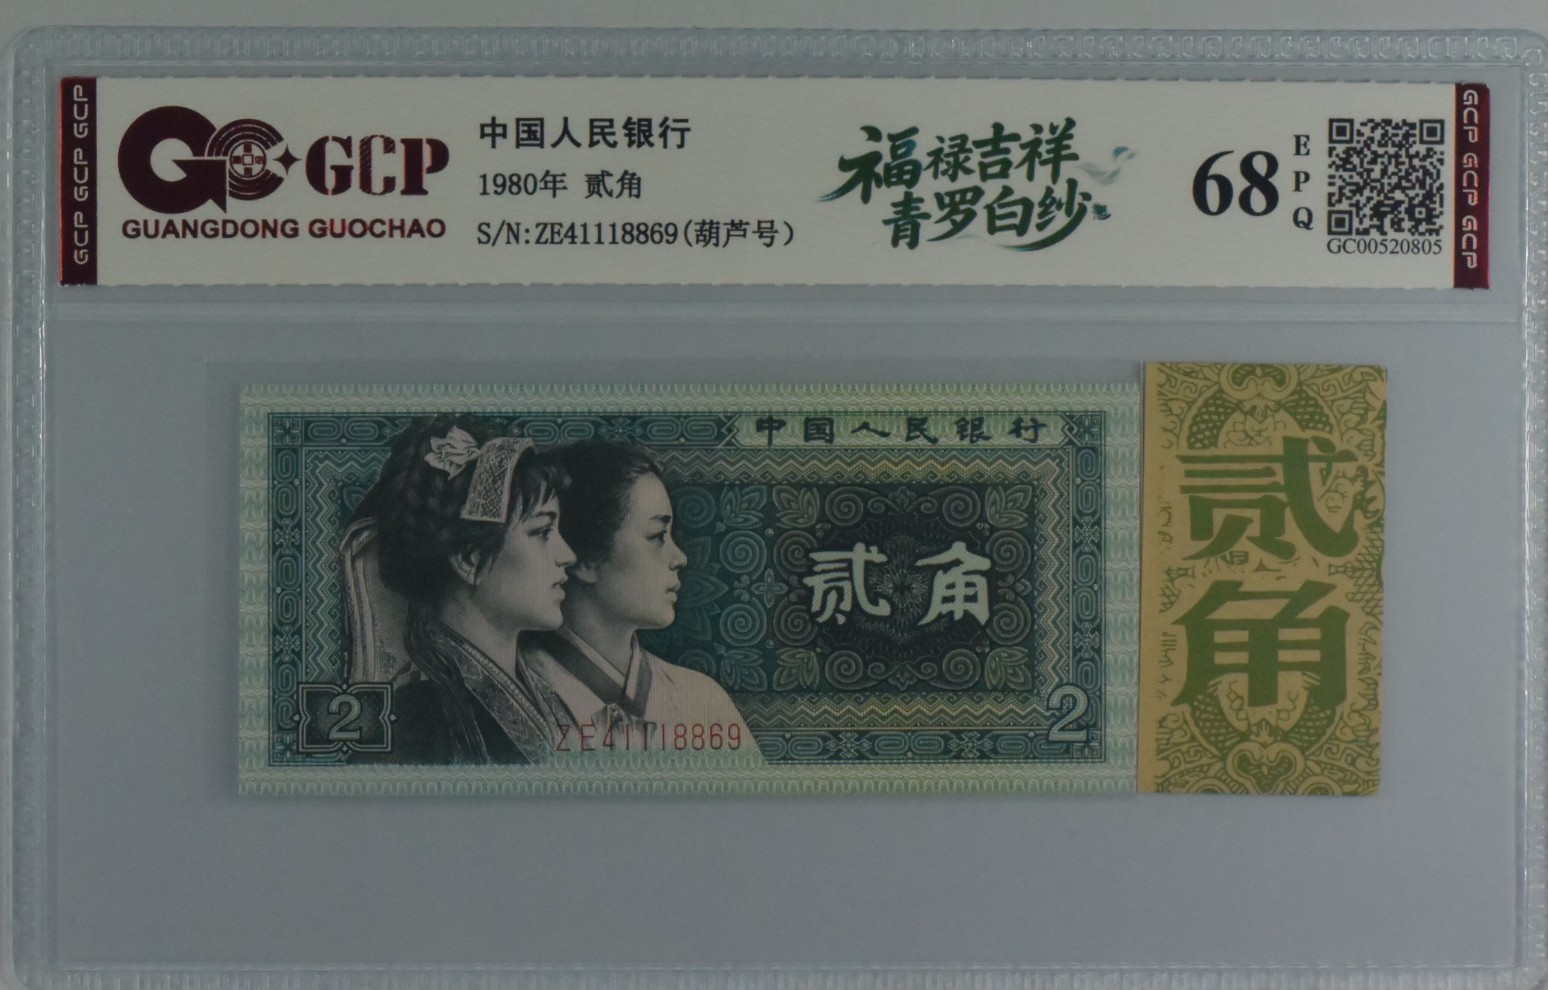 GCP GCP GCP
GCP
GUANGDONG GUOCHAO
中国人民银行
1980年 贰角
S/N:ZE41118869(葫芦号)
福禄吉祥
青罗白纱
68
E
P
Q
GC00520805
GCP GCP GCP
中国人民银行
贰角
2
2
ZE41118869
贰
角